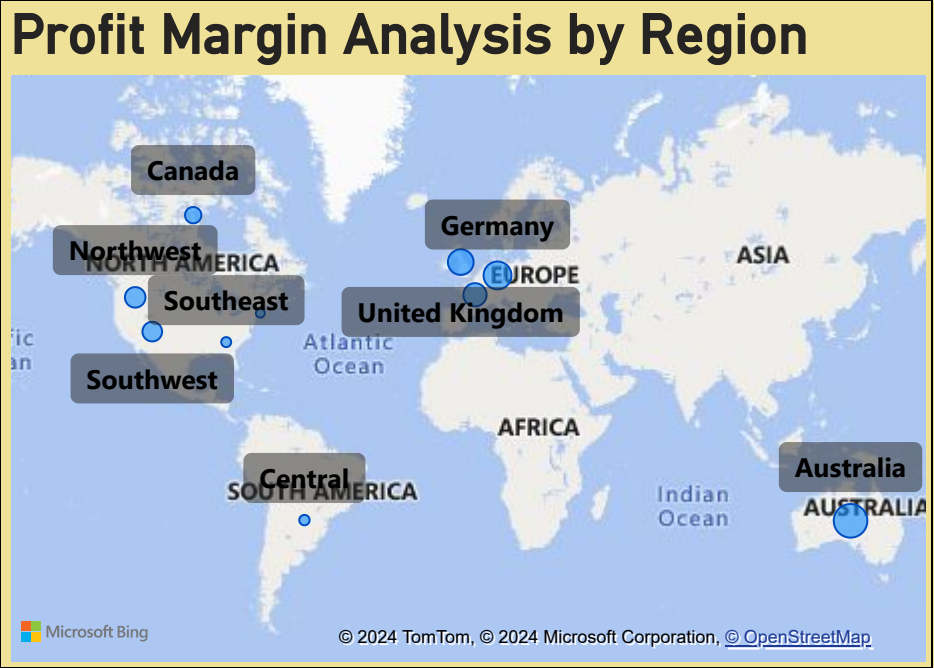 Profit Margin Analysis by Region
Canada
Northwest
NORTH AMERICA
Southeast
Southwest
Germany
EUROPE
United Kingdom
ASIA
Atlantic
Ocean
AFRICA
Central
SOUTH AMERICA
Indian
Ocean
Australia
AUSTRALIA
Microsoft Bing
© 2024 TomTom, © 2024 Microsoft Corporation, © OpenStreetMap